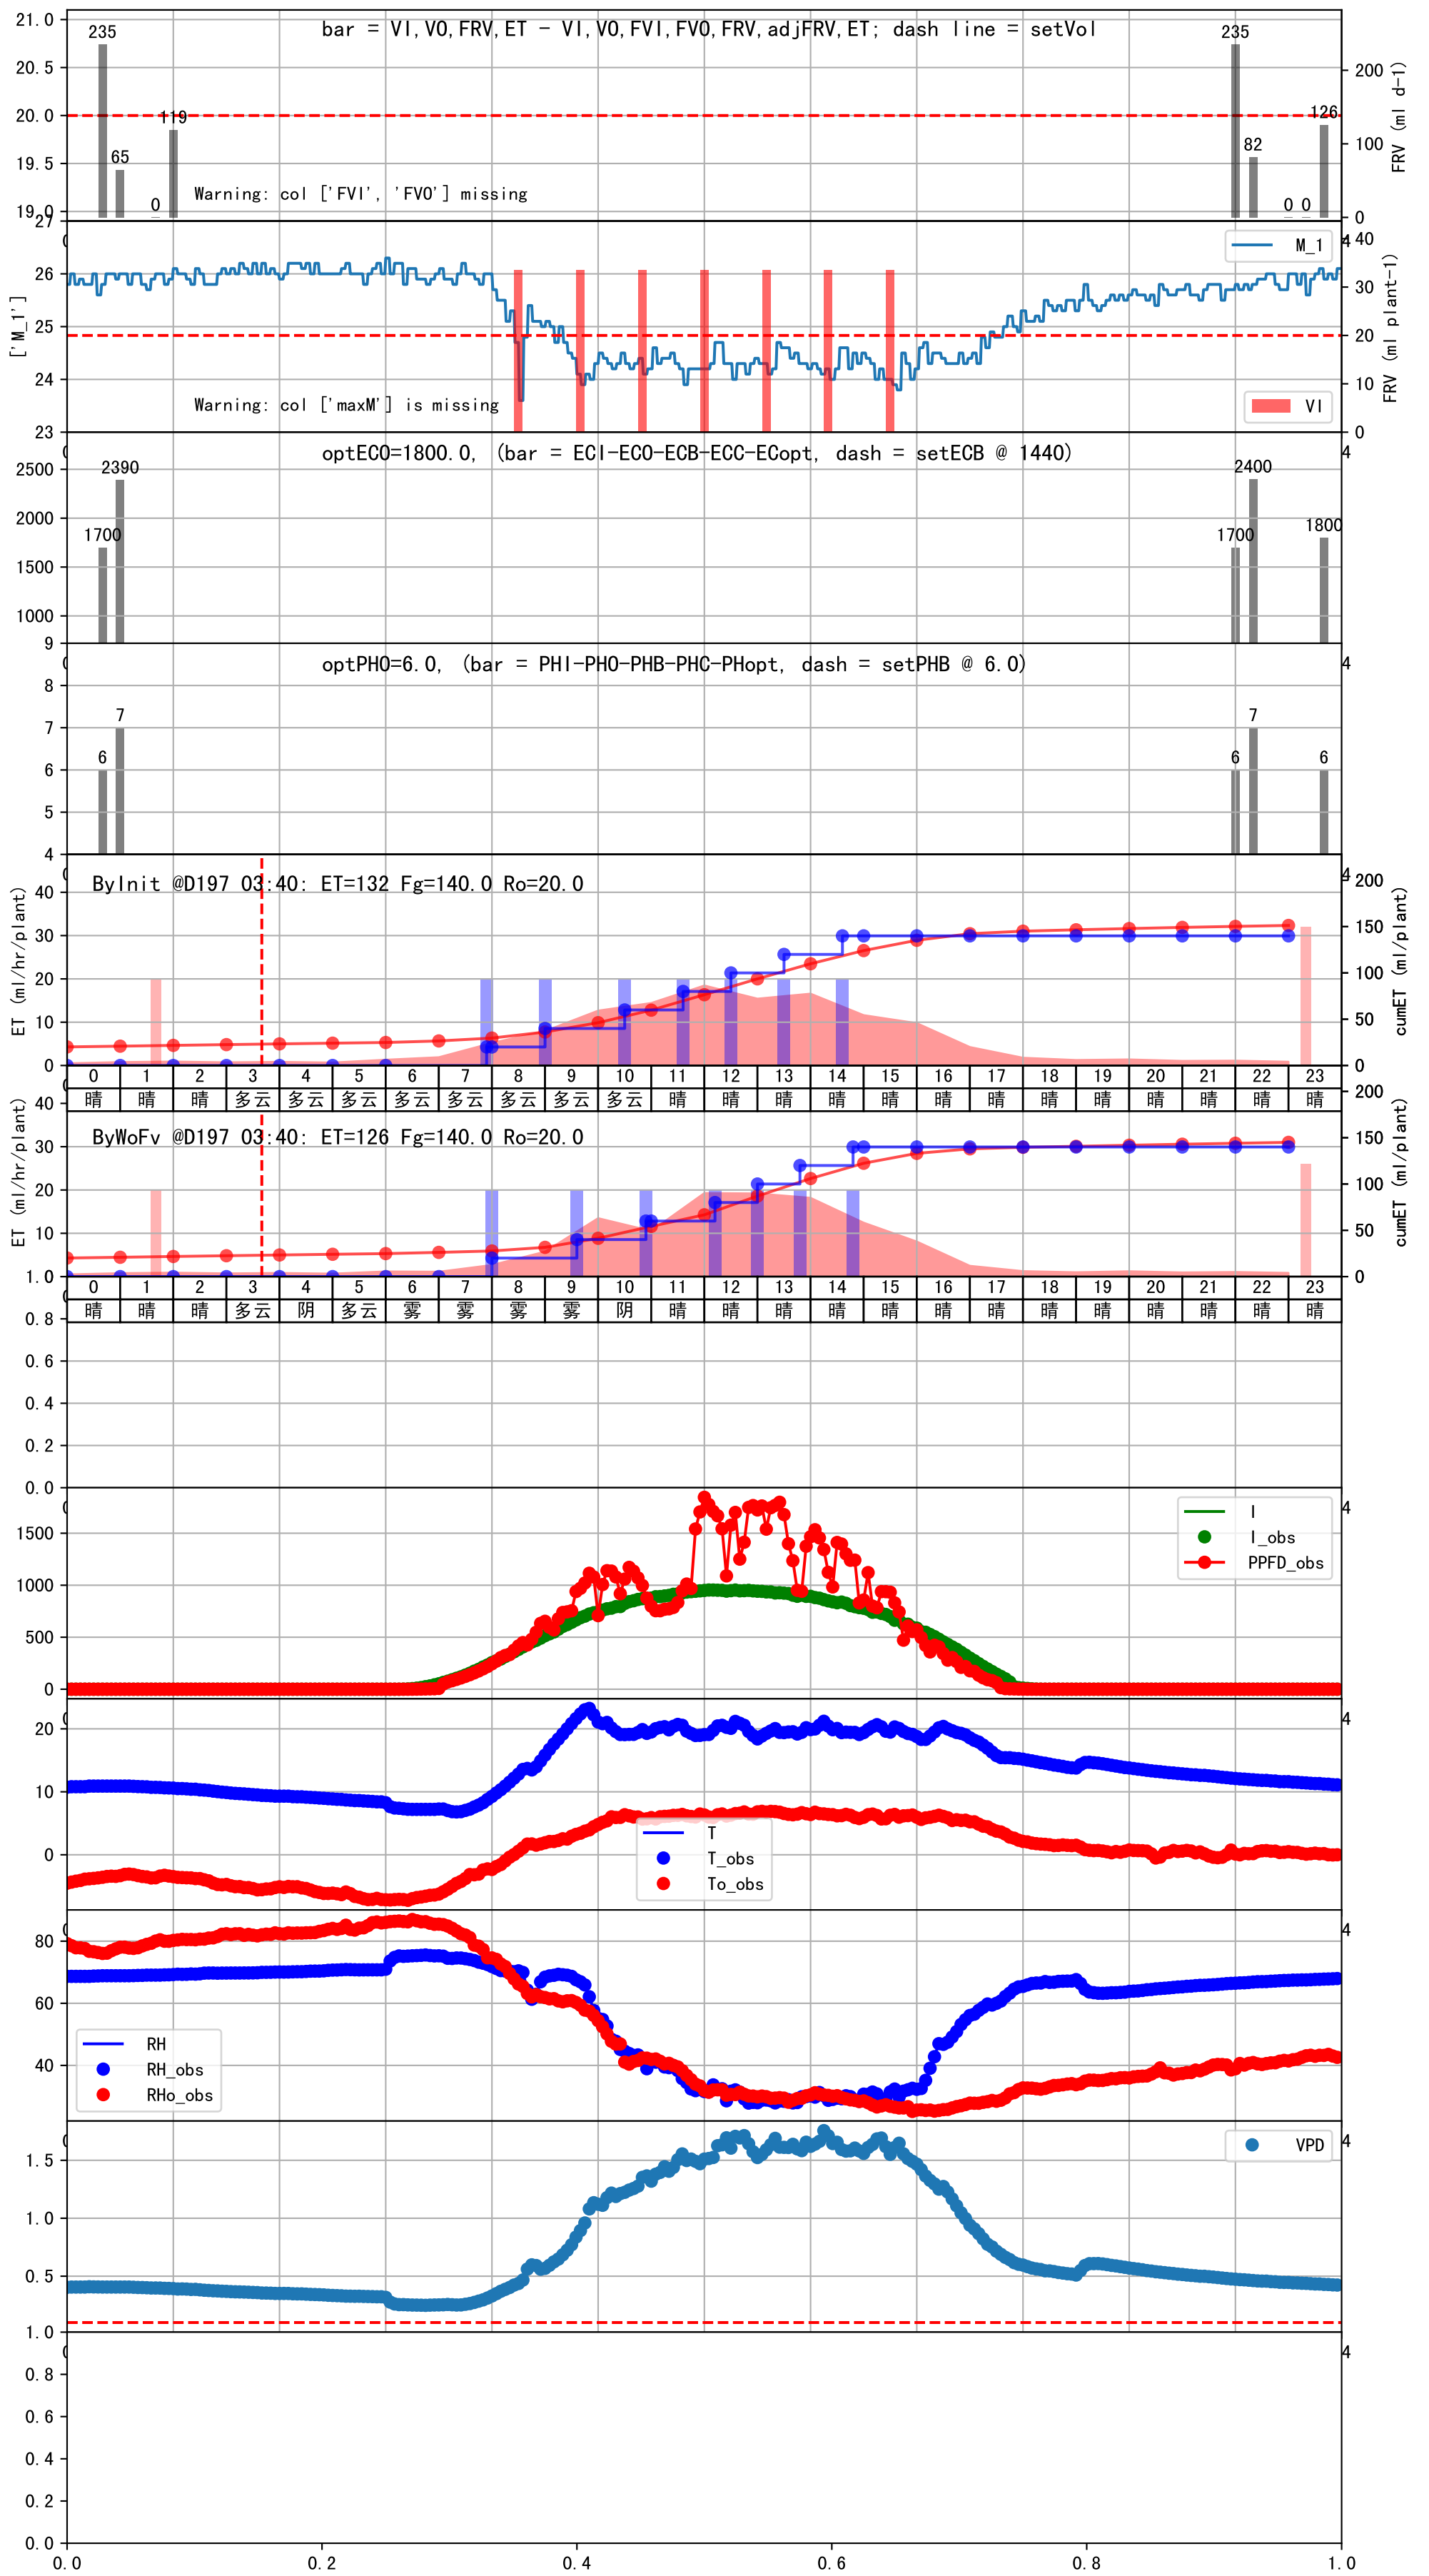 bar = VI,VO,FRV,ET - VI,VO,FVI,FVO,FRV,adjFRV,ET; dash line = setVol
21.0
20.5
20.0
19.5
19.0
235
65
0
119
235
82
0
0
126
Warning: col ['FVI', 'FVO'] missing
200
100
0
FRV (ml d-1)
27
26
25
24
23
['M_1']
M_1
VI
Warning: col ['maxM'] is missing
40
30
20
10
0
FRV (ml plant-1)
optECO=1800.0, (bar = ECI-ECO-ECB-ECC-ECopt, dash = setECB @ 1440)
2500
2000
1500
1000
1700
2390
1700
2400
1800
optPHO=6.0, (bar = PHI-PHO-PHB-PHC-PHopt, dash = setPHB @ 6.0)
9
8
7
6
5
4
6
7
6
7
6
ByInit @D197 03:40: ET=132 Fg=140.0 Ro=20.0
40
30
20
10
0
ET (ml/hr/plant)
200
150
100
50
0
cumET (ml/plant)
0 1 2 3 4 5 6 7 8 9 10 11 12 13 14 15 16 17 18 19 20 21 22 23
晴 晴 晴 多云 多云 多云 多云 多云 多云 多云 多云 晴 晴 晴 晴 晴 晴 晴 晴 晴 晴 晴 晴 晴
ByWoFv @D197 03:40: ET=126 Fg=140.0 Ro=20.0
40
30
20
10
ET (ml/hr/plant)
200
150
100
50
0
cumET (ml/plant)
0 1 2 3 4 5 6 7 8 9 10 11 12 13 14 15 16 17 18 19 20 21 22 23
晴 晴 晴 多云 阴 多云 雾 雾 雾 雾 阴 晴 晴 晴 晴 晴 晴 晴 晴 晴 晴 晴 晴 晴
1.0
0.8
0.6
0.4
0.2
0.0
1500
1000
500
0
I
I_obs
PPFD_obs
20
10
0
T
T_obs
To_obs
80
60
40
RH
RH_obs
RHo_obs
1.5
1.0
0.5
VPD
1.0
0.8
0.6
0.4
0.2
0.0
0.0 0.2 0.4 0.6 0.8 1.0